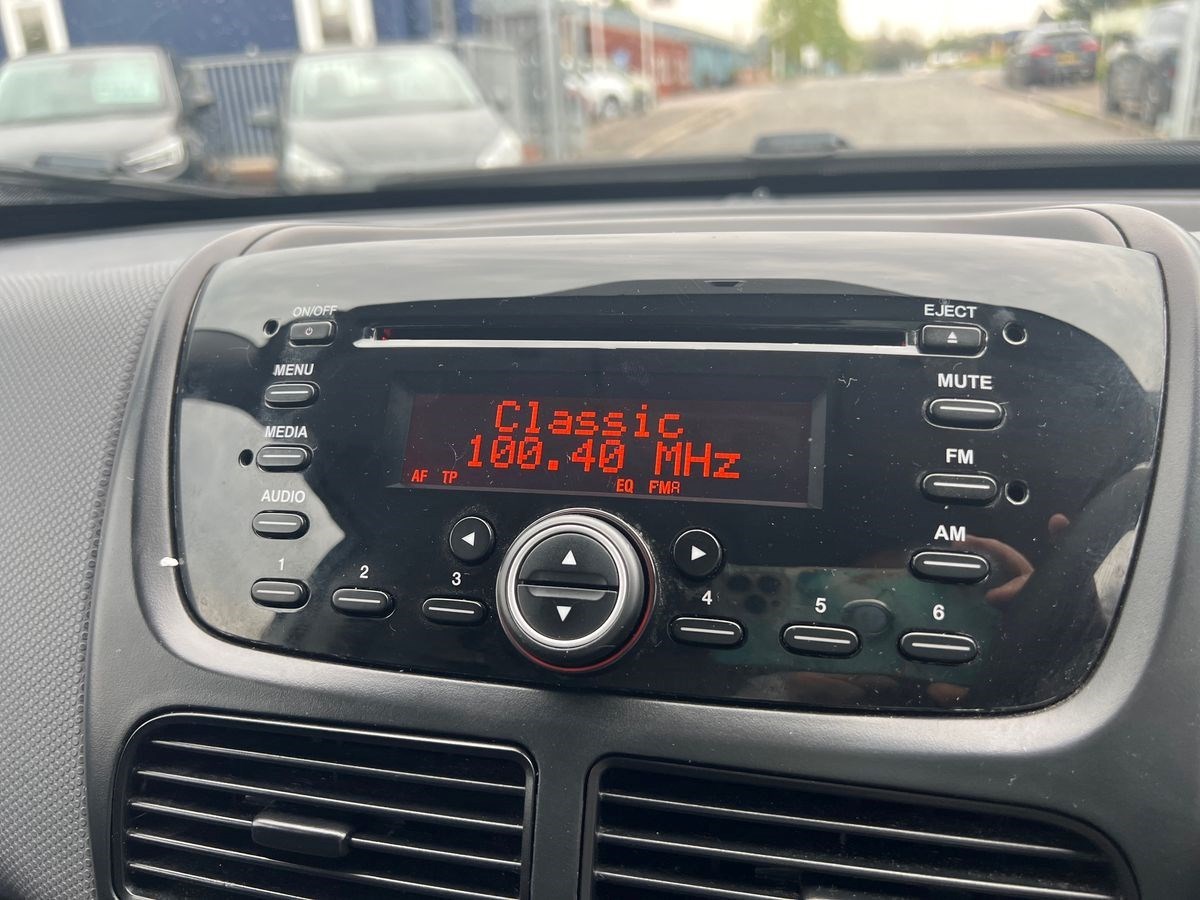 ON/OFF
EJECT
MENU
MUTE
MEDIA
Classic
100.40 MHz
AF TP EQ FMA
FM
AUDIO
AM
1 2 3 4 5 6